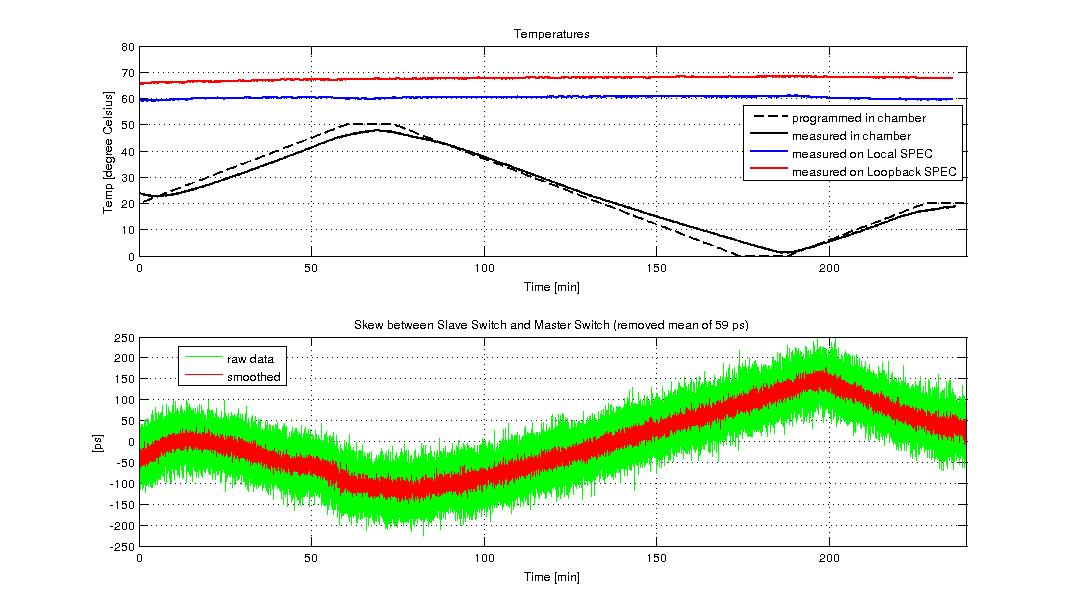 Temperatures
80
70
60
50
40
30
20
10
0
Temp [degree Celsius]
programmed in chamber
measured in chamber
measured on Local SPEC
measured on Loopback SPEC
0 50 100 150 200
Time [min]
Skew between Slave Switch and Master Switch (removed mean of 59 ps)
250
200
150
100
50
0
-50
-100
-150
-200
-250
[ps]
raw data
smoothed
0 50 100 150 200
Time [min]